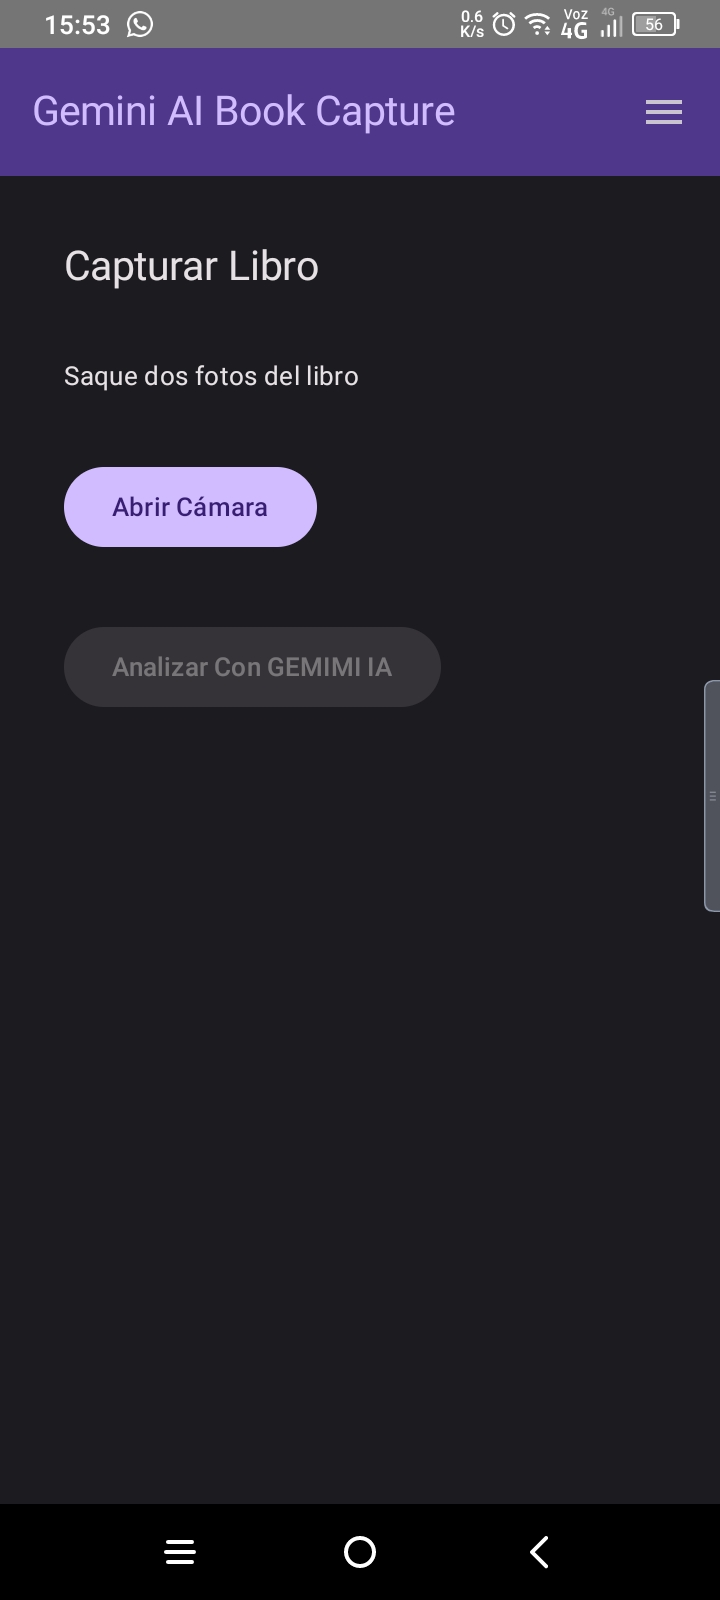 15:53
0.6
K/s
Voz
4G
4G
56
Gemini AI Book Capture
Capturar Libro
Saque dos fotos del libro
Abrir Cámara
Analizar Con GEMIMI IA